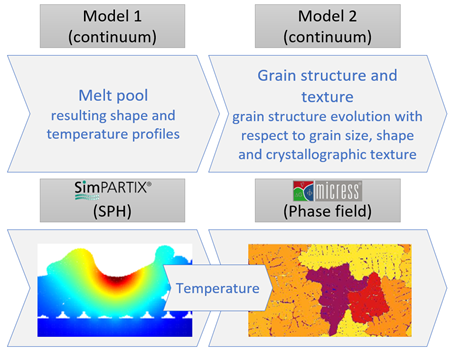 Model 1
(continuum)
Model 2
(continuum)
Melt pool
resulting shape and
temperature profiles
Grain structure and
texture
grain structure evolution with
respect to grain size, shape
and crystallographic texture
SimPARTIX®
(SPH)
micress
(Phase field)
Temperature